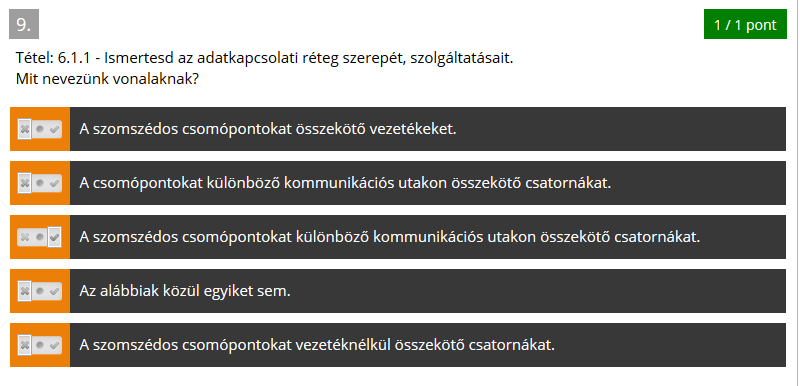 9.
1 / 1 pont
Tétel: 6.1.1 - Ismertesd az adatkapcsolati réteg szerepét, szolgáltatásait.
Mit nevezünk vonalaknak?
A szomszédos csomópontokat összekötő vezetékeket.
A csomópontokat különböző kommunikációs utakon összekötő csatornákat.
A szomszédos csomópontokat különböző kommunikációs utakon összekötő csatornákat.
Az alábbiak közül egyiket sem.
A szomszédos csomópontokat vezetéknélkül összekötő csatornákat.